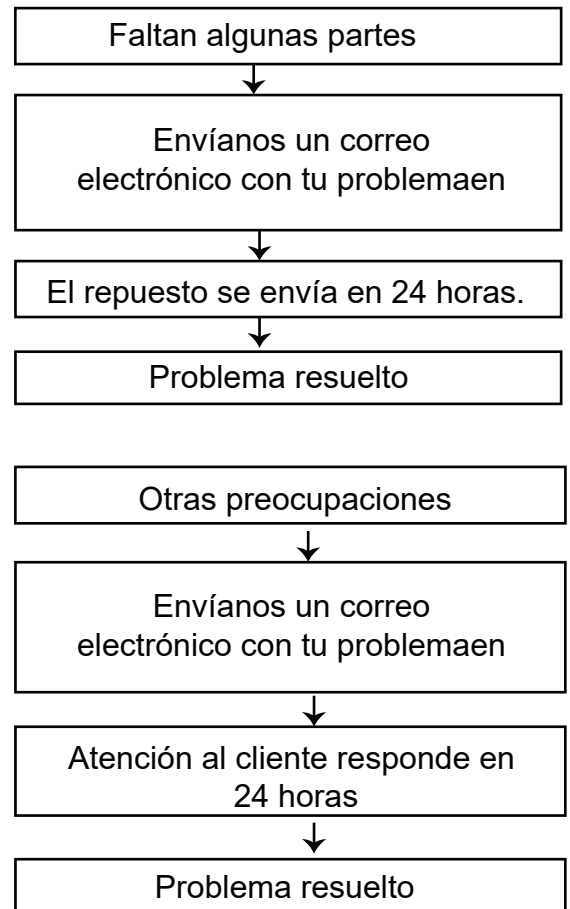 Faltan algunas partes
Envíanos un correo
electrónico con tu problemaen
El repuesto se envía en 24 horas.
Problema resuelto
Otras preocupaciones
Envíanos un correo
electrónico con tu problemaen
Atención al cliente responde en
24 horas
Problema resuelto